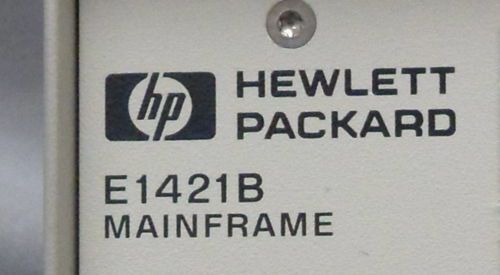 hp HEWLETT
PACKARD
E1421B
MAINFRAME